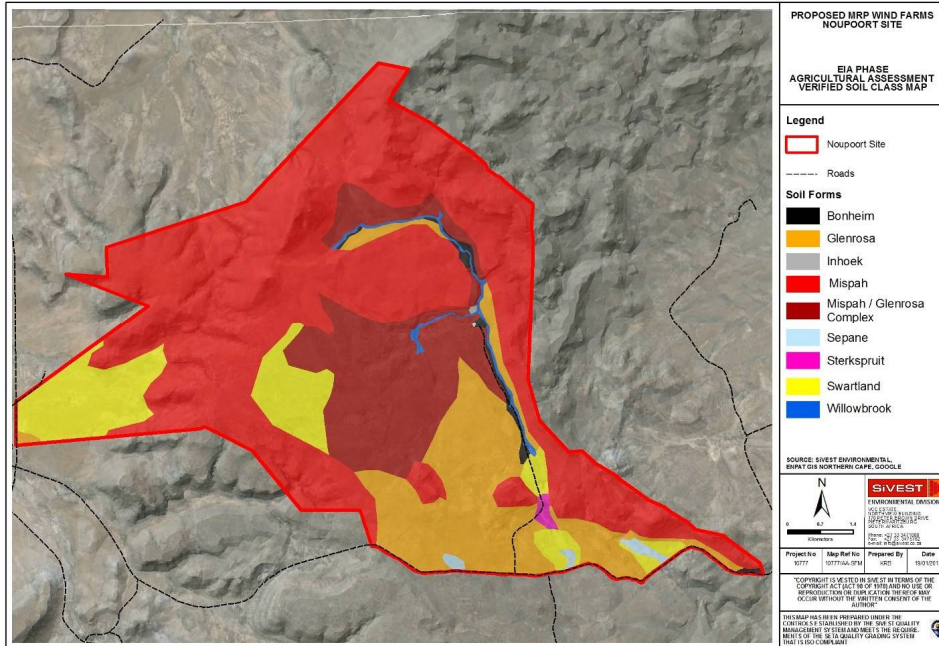 PROPOSED MRP WIND FARMS
NOUPOORT SITE
EIA PHASE
AGRICULTURAL ASSESSMENT
VERIFIED SOIL CLASS MAP
Legend
Noupoort Site
Roads
Soil Forms
Bonheim
Glenrosa
Inhoek
Mispah
Mispah / Glenrosa
Complex
Sepane
Sterkspruit
Swartland
Willowbrook
SOURCE: SiVEST ENVIRONMENTAL,
ENPAT GIS NORTHERN CAPE, GOOGLE
N
0 0.7 1.4
Kilometers
SiVEST
ENVIRONMENTAL DIVISION
SOUTH AFRICA
Project No Map Ref No Prepared By Date
10777 10777/AA-SFM KRB
"COPYRIGHT IS VESTED IN SiVEST IN TERMS OF THE
COPYRIGHT ACT (ACT 98 OF 1978) AND NO USE OR
REPRODUCTION OR DUPLICATION THEREOF MAY
OCCUR WITHOUT THE WRITTEN CONSENT OF THE
AUTHOR"
THIS MAP HAS BEEN PREPARED UNDER THE
CONTROLS ESTABLISHED BY THE SiVEST QUALITY
MANAGEMENT SYSTEM AND MEETS THE REQUIRE-
MENTS OF THE SETA QUALITY GRADING SYSTEM
THAT IS ISO COMPLIANT